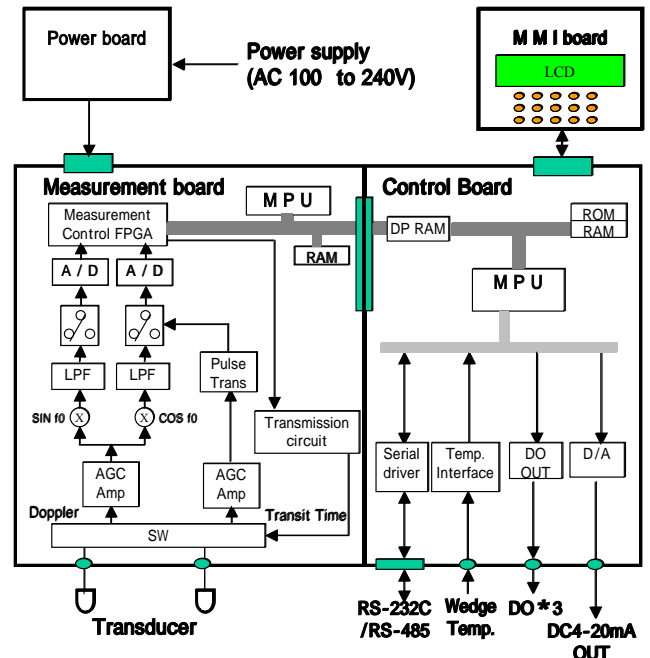 Power board
Power supply
(AC 100 to 240V)
M M I board
LCD
Measurement board
Control Board
Measurement
Control FPGA
M P U
RAM
DP RAM
ROM
RAM
M P U
A / D
A / D
LPF
LPF
Pulse
Trans
SIN f0
X
X
COS f0
Transmission
circuit
AGC
Amp
AGC
Amp
Doppler
Transit Time
SW
Serial
driver
Temp.
Interface
DO
OUT
D/A
Transducer
RS-232C
/RS-485
Wedge
Temp.
DO*3
DC4-20mA
OUT